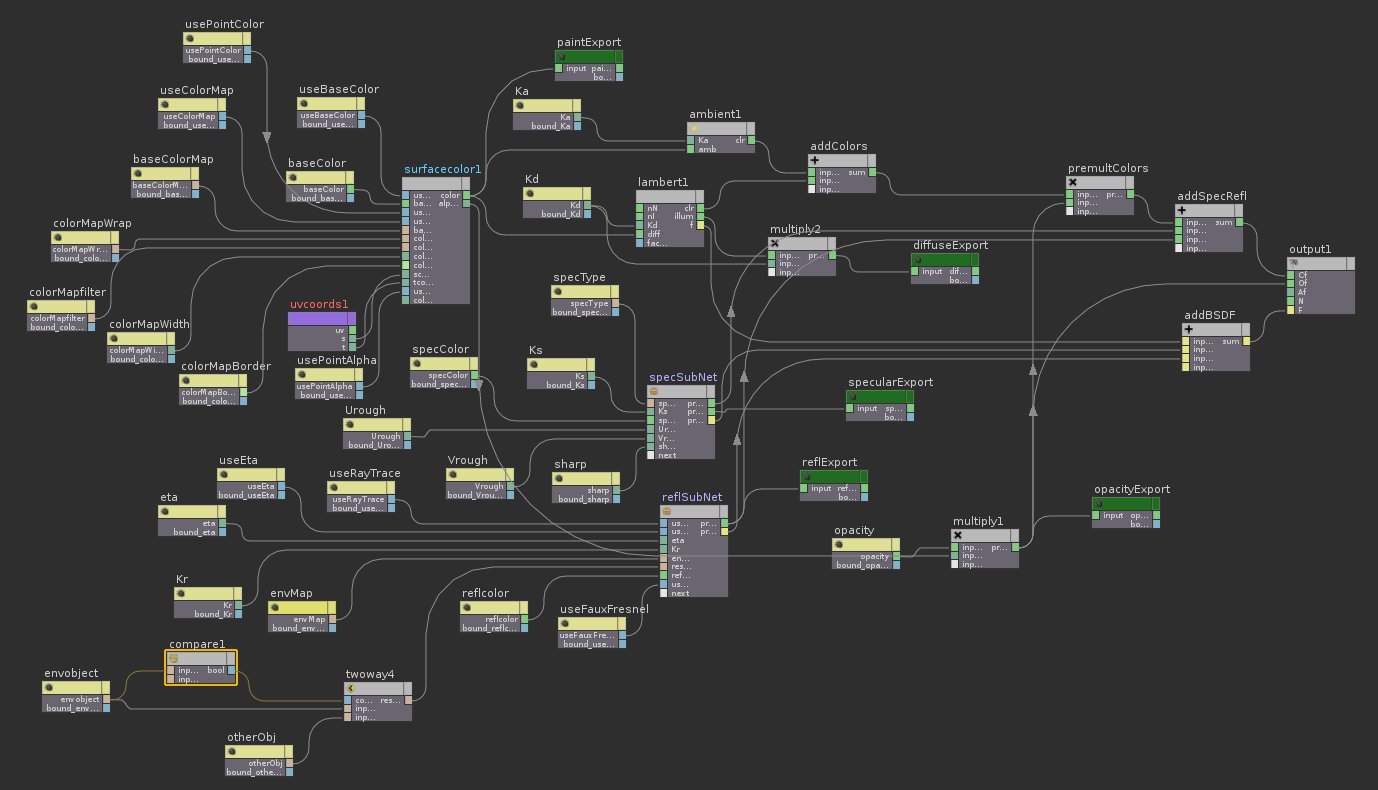 usePointColor
usePointColor
bound_use...
useColorMap
useColorMap
bound_use...
useBaseColor
useBaseColor
bound_use...
baseColorMap
baseColorM...
bound_bas...
baseColor
baseColor
bound_bas...
colorMapWrap
colorMapWr...
bound_colo...
colorMapfilter
colorMapfilter
bound_colo...
colorMapWidth
colorMapWi...
bound_colo...
colorMapBorder
colorMapBo...
bound_colo...
uvcoords1
uv
s
t
usePointAlpha
usePointAlpha
bound_use...
surfacecolor1
us... color
ba... alp...
us...
us...
ba...
col...
col...
col...
col...
sc...
tco...
us...
col...
paintExport
input pai...
bo...
Ka
Ka
bound_Ka
ambient1
Ka clr
amb
Kd
Kd
bound_Kd
lambert1
nN clr
nI illum
Kd f
diff
fac...
addColors
inp... sum
inp...
inp...
multiply2
inp... pr...
inp...
inp...
diffuseExport
input dif...
bo...
premultColors
inp... pr...
inp...
inp...
addSpecRefl
inp... sum
inp...
inp...
inp...
output1
Cf
Of
Af
N
F
addBSDF
inp... sum
inp...
inp...
inp...
specType
specType
bound_spec...
specColor
specColor
bound_spec...
Ks
Ks
bound_Ks
specSubNet
sp... pr...
Ks pr...
sp... pr...
Ur...
Vr...
sh...
next
specularExport
input sp...
bo...
Urough
Urough
bound_Uro...
Vrough
Vrough
bound_Vrou...
sharp
sharp
bound_sharp
useEta
useEta
bound_useEta
useRayTrace
useRayTrace
bound_use...
eta
eta
bound_eta
reflSubNet
us... pr...
us... pr...
eta
Kr
en...
res...
ref...
us...
next
reflExport
input ref...
bo...
opacity
opacity
bound_opa...
multiply1
inp... pr...
inp...
inp...
opacityExport
input op...
bo...
Kr
Kr
bound_Kr
envMap
envMap
bound_env...
reflcolor
reflcolor
bound_reflc...
useFauxFresnel
useFauxFre...
bound_use...
compare1
inp... bool
inp...
envobject
envobject
bound_env...
twoway4
co... res...
inp...
inp...
otherObj
otherObj
bound_othe...